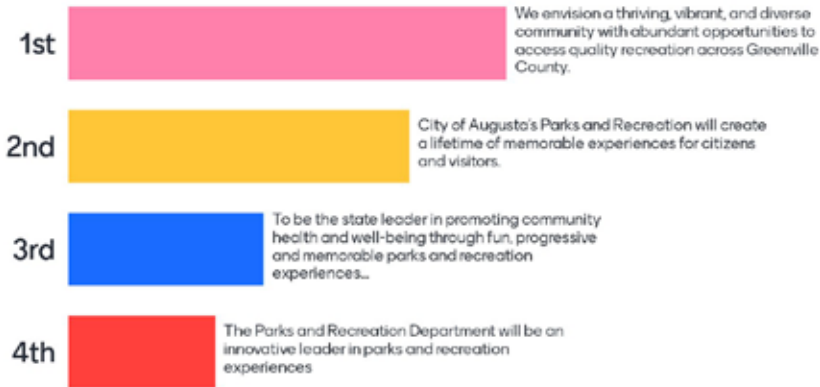 1st
We envision a thriving, vibrant, and diverse
community with abundant opportunities to
access quality recreation across Greenville
County.
2nd
City of Augusta's Parks and Recreation will create
a lifetime of memorable experiences for citizens
and visitors.
3rd
To be the state leader in promoting community
health and well-being through fun, progressive
and memorable parks and recreation
experiences...
4th
The Parks and Recreation Department will be an
innovative leader in parks and recreation
experiences